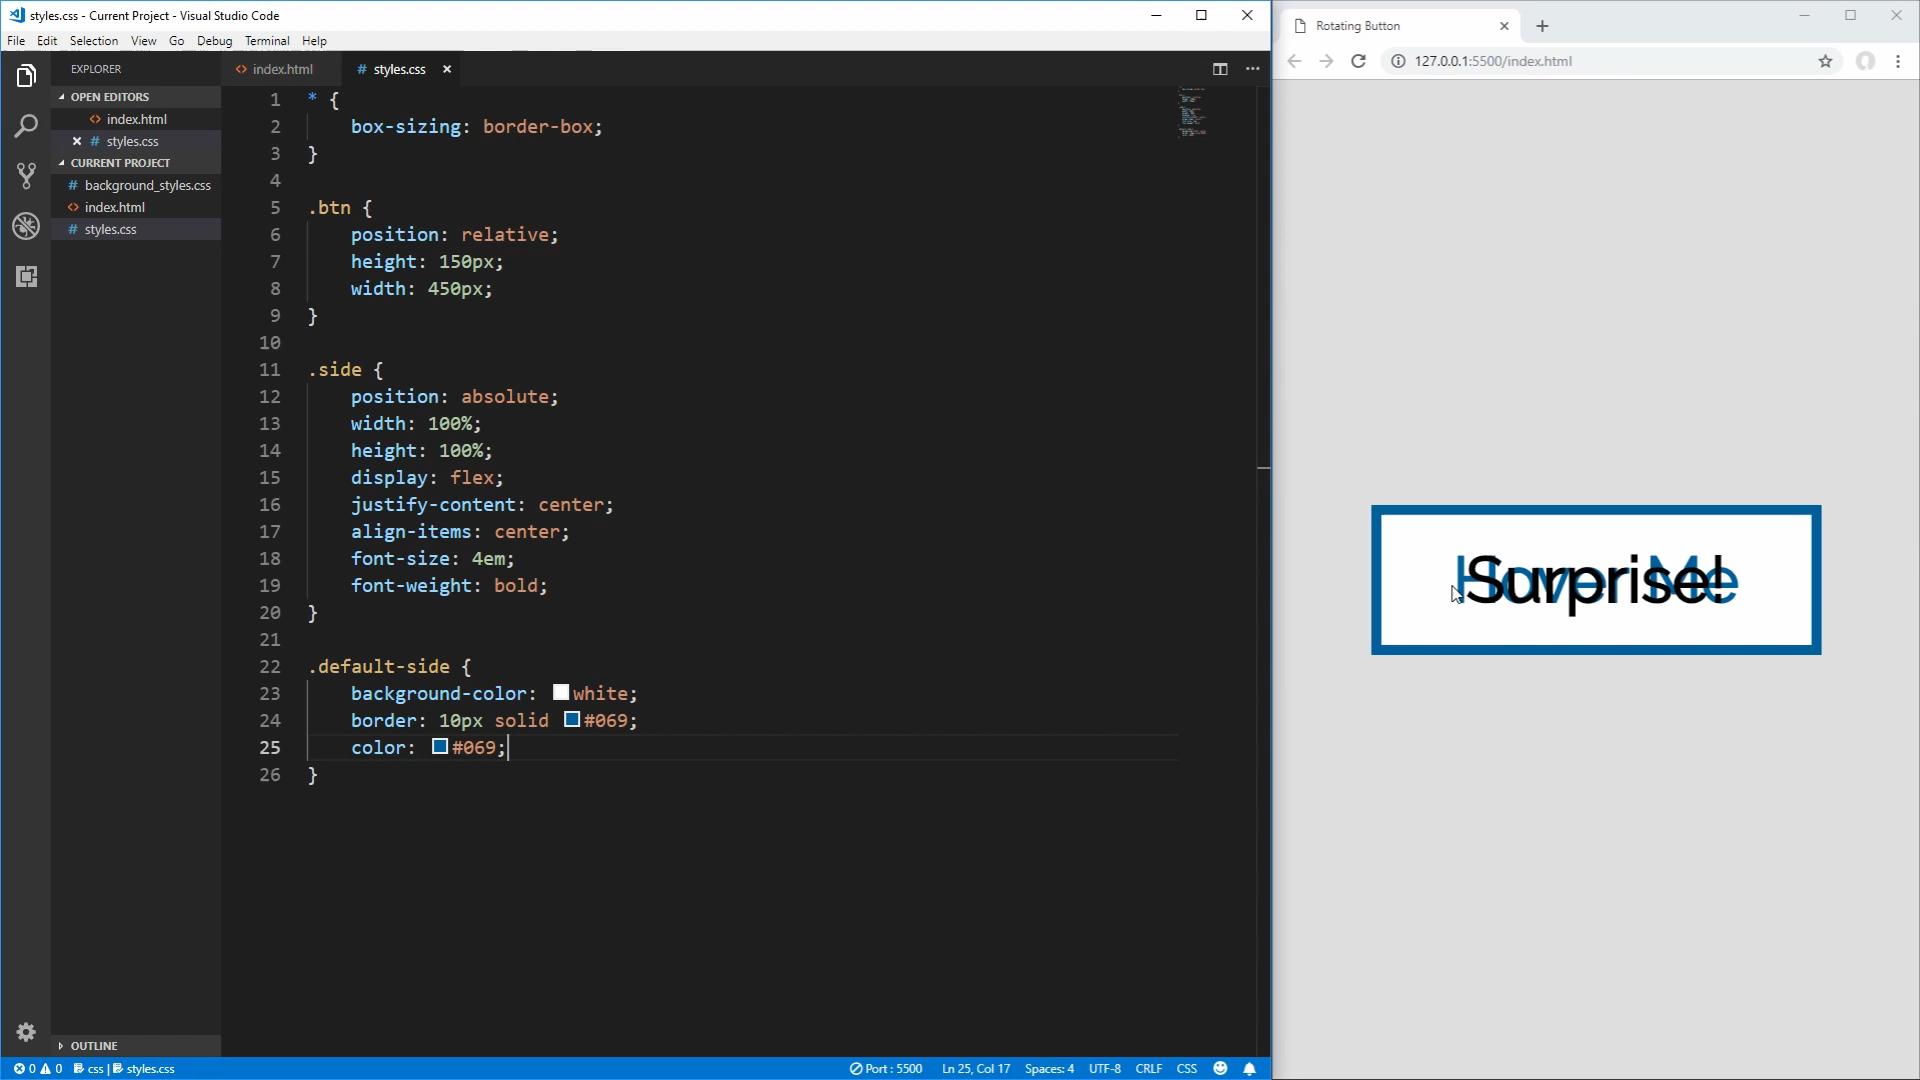 styles.css - Current Project - Visual Studio Code
File Edit Selection View Go Debug Terminal Help
EXPLORER
OPEN EDITORS
index.html
styles.css
CURRENT PROJECT
background_styles.css
index.html
styles.css
OUTLINE
index.html
styles.css
1 * {
2 box-sizing: border-box;
3 }
4
5 .btn {
6 position: relative;
7 height: 150px;
8 width: 450px;
9 }
10
11 .side {
12 position: absolute;
13 width: 100%;
14 height: 100%;
15 display: flex;
16 justify-content: center;
17 align-items: center;
18 font-size: 4em;
19 font-weight: bold;
20 }
21
22 .default-side {
23 background-color: white;
24 border: 10px solid #069;
25 color: #069;
26 }
0 0 css | styles.css
Port : 5500 Ln 25, Col 17 Spaces: 4 UTF-8 CRLF CSS
Rotating Button
127.0.0.1:5500/index.html
Hover Me
Surprise!